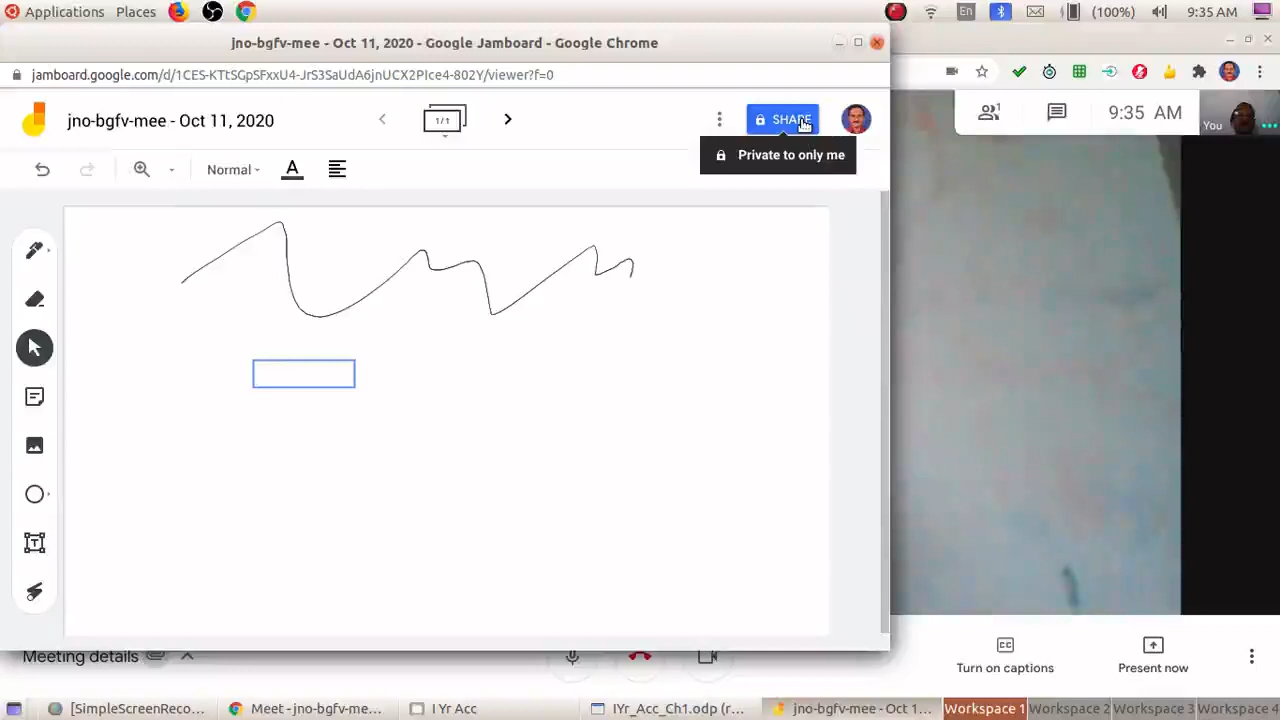 Applications Places En (100%) 9:35 AM
jno-bgfv-mee - Oct 11, 2020 - Google Jamboard - Google Chrome
jamboard.google.com/d/1CES-KTtSGpSFxxU4-JrS3SaUdA6jnUCX2PIce4-802Y/viewer?f=0
jno-bgfv-mee - Oct 11, 2020 1/1 SHARE
1 9:35 AM You
Private to only me
Normal A
T
Meeting details
CC
Turn on captions Present now
[SimpleScreenReco... Meet - jno-bgfv-me... I Yr Acc IYr_Acc_Ch1.odp (r... jno-bgfv-mee - Oct 1... Workspace 1 Workspace 2 Workspace 3 Workspace 4